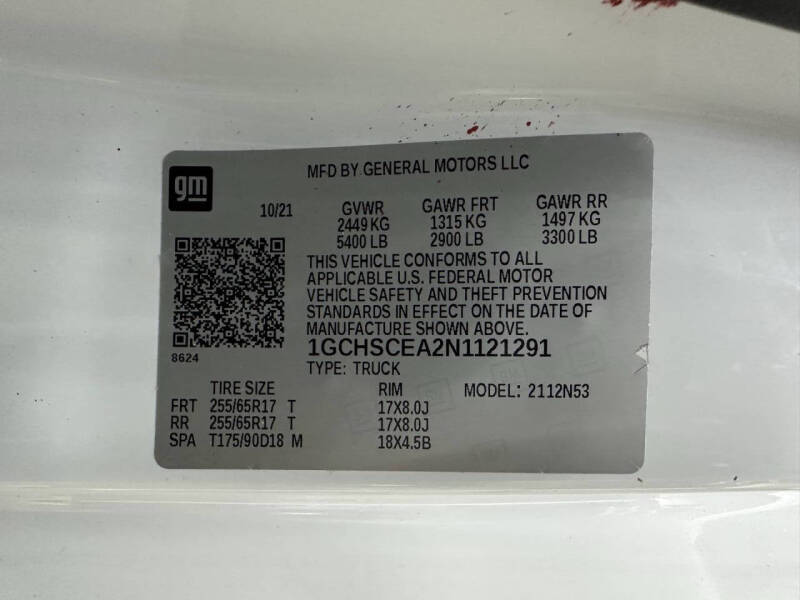 gm
MFD BY GENERAL MOTORS LLC
10/21 GVWR GAWR FRT GAWR RR
2449 KG 1315 KG 1497 KG
5400 LB 2900 LB 3300 LB
THIS VEHICLE CONFORMS TO ALL
APPLICABLE U.S. FEDERAL MOTOR
VEHICLE SAFETY AND THEFT PREVENTION
STANDARDS IN EFFECT ON THE DATE OF
MANUFACTURE SHOWN ABOVE.
8624
1GCHSCEA2N1121291
TYPE: TRUCK
TIRE SIZE RIM MODEL: 2112N53
FRT 255/65R17 T 17X8.0J
RR 255/65R17 T 17X8.0J
SPA T175/90D18 M 18X4.5B